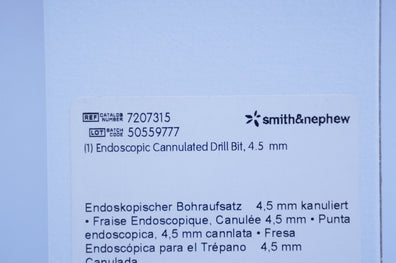 REF CATALOG NUMBER 7207315
smith&nephew
LOT BATCH CODE 50559777
(1) Endoscopic Cannulated Drill Bit, 4.5 mm
Endoskopischer Bohraufsatz 4,5 mm kanuliert
• Fraise Endoscopique, Canulée 4,5 mm • Punta
endoscopica, 4,5 mm cannlata • Fresa
Endoscópica para el Trépano 4,5 mm
Canulada